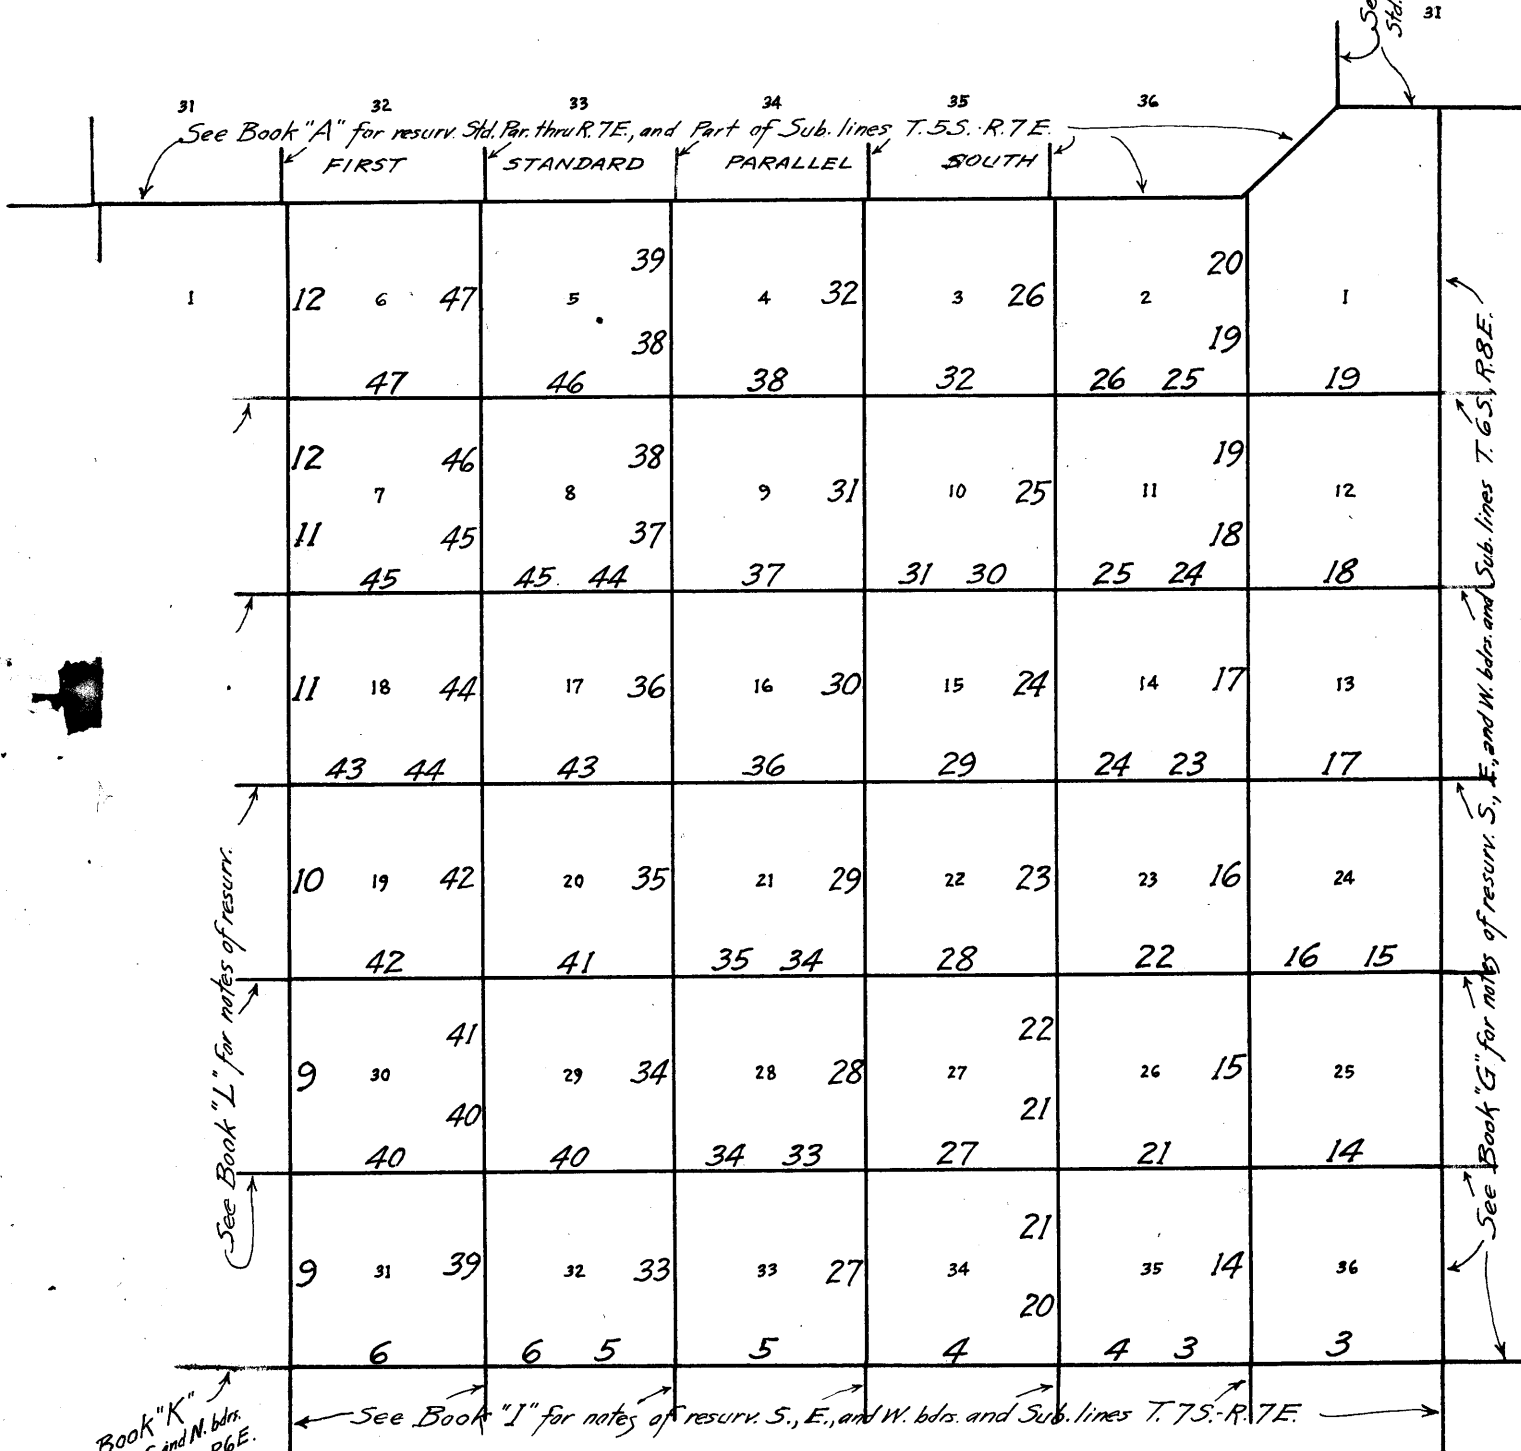 Std.
31
31 32 33 34 35 36
See Book "A" for resurv. Std. Par. thru R.7E., and Part of Sub. lines T.5S.-R.7E.
FIRST STANDARD PARALLEL SOUTH
39 20
1 12 6 47 5 4 32 3 26 2 1
38 19
47 46 38 32 26 25 19
12 46 38 19
7 8 9 31 10 25 11 12
11 45 37 18
45 45 44 37 31 30 25 24 18
11 18 44 17 36 16 30 15 24 14 17 13
43 44 43 36 29 24 23 17
10 19 42 20 35 21 29 22 23 23 16 24
42 41 35 34 28 22 16 15
41 22
9 30 29 34 28 28 27 26 15 25
40 21
40 40 34 33 27 21 14
21
9 31 39 32 33 33 27 34 35 14 36
20
6 6 5 5 4 4 3 3
See Book "L" for notes of resurv.
See Book "G" for notes of resurv. S., E., and W. bdrs. and Sub. lines T.6S., R.8E.
See Book "I" for notes of resurv. S., E., and W. bdrs. and Sub. lines T.7S.-R.7E.
Book "K"
and N. bdrs.
R6E.